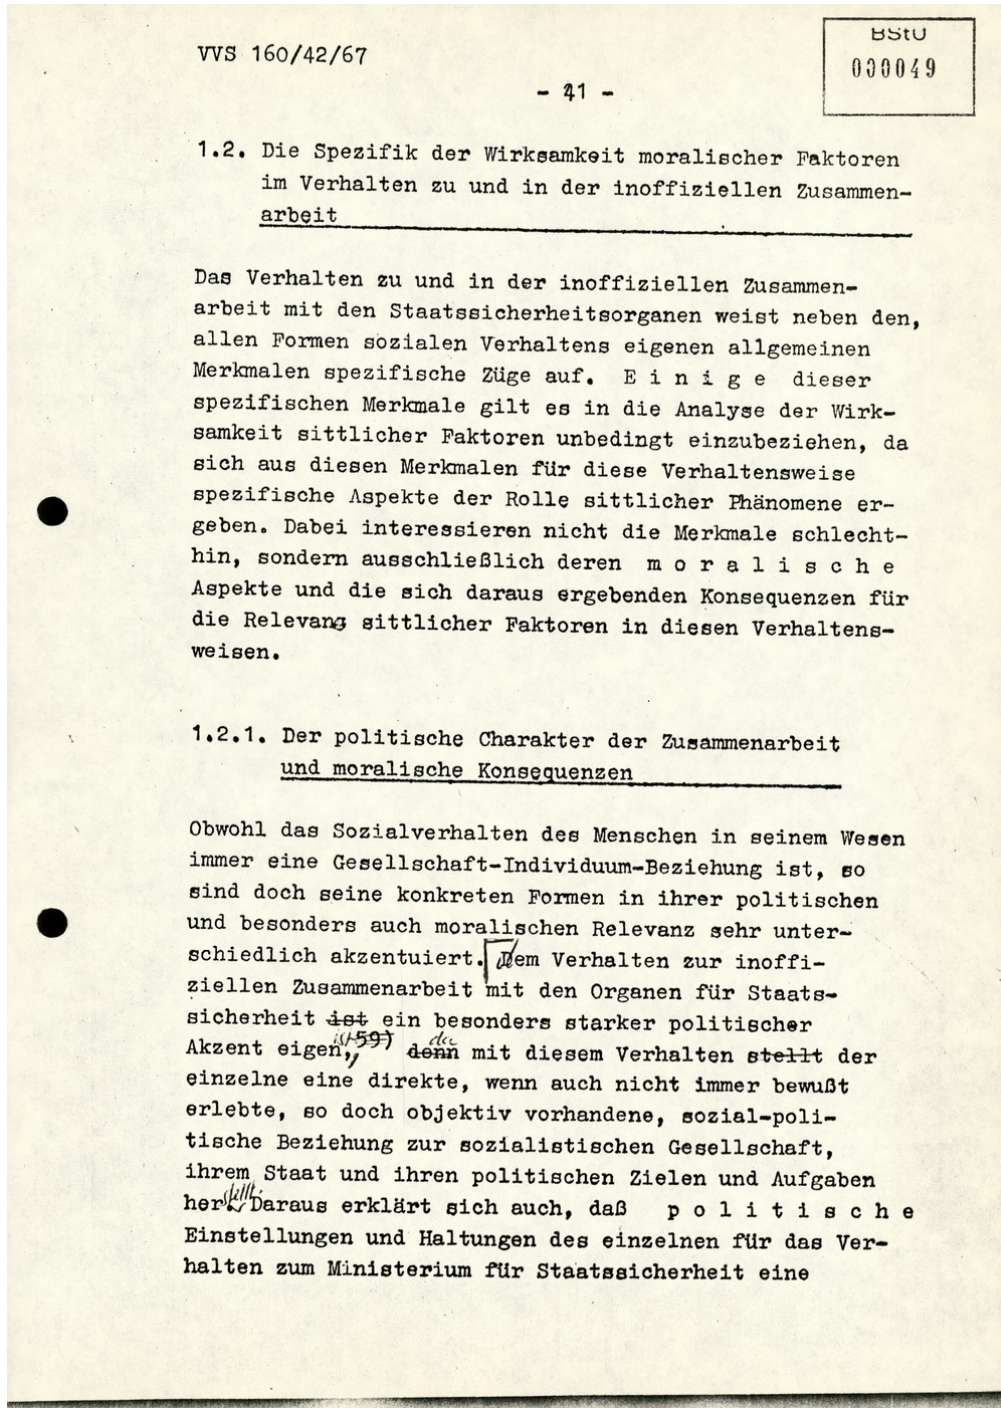 VVS 160/42/67
BStU
000049
- 41 -
1.2. Die Spezifik der Wirksamkeit moralischer Faktoren
im Verhalten zu und in der inoffiziellen Zusammen-
arbeit
Das Verhalten zu und in der inoffiziellen Zusammen-
arbeit mit den Staatssicherheitsorganen weist neben den,
allen Formen sozialen Verhaltens eigenen allgemeinen
Merkmalen spezifische Züge auf. E i n i g e dieser
spezifischen Merkmale gilt es in die Analyse der Wirk-
samkeit sittlicher Faktoren unbedingt einzubeziehen, da
sich aus diesen Merkmalen für diese Verhaltensweise
spezifische Aspekte der Rolle sittlicher Phänomene er-
geben. Dabei interessieren nicht die Merkmale schlecht-
hin, sondern ausschließlich deren m o r a l i s c h e
Aspekte und die sich daraus ergebenden Konsequenzen für
die Relevanz sittlicher Faktoren in diesen Verhaltens-
weisen.
1.2.1. Der politische Charakter der Zusammenarbeit
und moralische Konsequenzen
Obwohl das Sozialverhalten des Menschen in seinem Wesen
immer eine Gesellschaft-Individuum-Beziehung ist, so
sind doch seine konkreten Formen in ihrer politischen
und besonders auch moralischen Relevanz sehr unter-
schiedlich akzentuiert. Dem Verhalten zur inoffi-
ziellen Zusammenarbeit mit den Organen für Staats-
sicherheit ist ein besonders starker politischer
Akzent eigen ist, 59) denn da mit diesem Verhalten stellt der
einzelne eine direkte, wenn auch nicht immer bewußt
erlebte, so doch objektiv vorhandene, sozial-poli-
tische Beziehung zur sozialistischen Gesellschaft,
ihrem Staat und ihren politischen Zielen und Aufgaben
herstellt. Daraus erklärt sich auch, daß p o l i t i s c h e
Einstellungen und Haltungen des einzelnen für das Ver-
halten zum Ministerium für Staatssicherheit eine